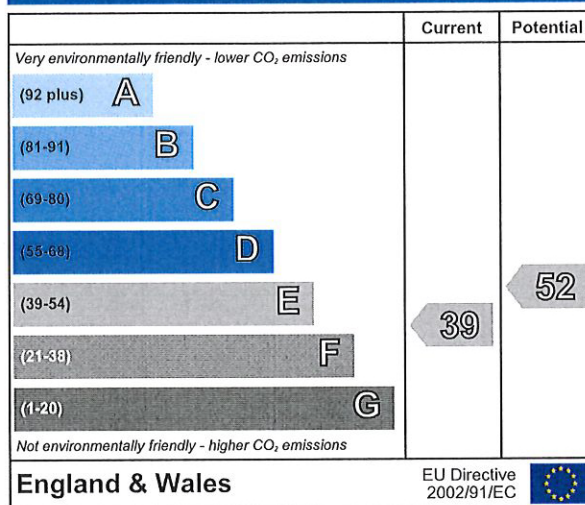 Current Potential
Very environmentally friendly - lower CO₂ emissions
(92 plus) A
(81-91) B
(69-80) C
(55-68) D
(39-54) E
(21-38) F
(1-20) G
39
52
Not environmentally friendly - higher CO₂ emissions
England & Wales
EU Directive
2002/91/EC